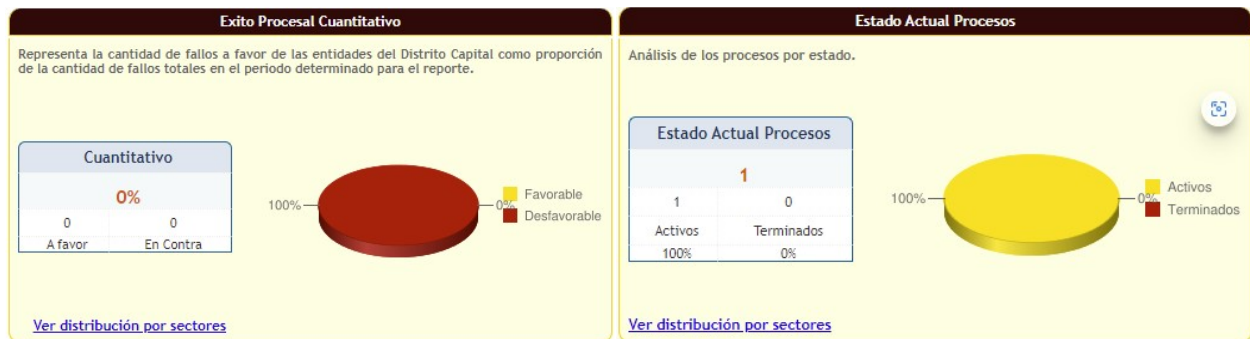 Exito Procesal Cuantitativo
Representa la cantidad de fallos a favor de las entidades del Distrito Capital como proporción
de la cantidad de fallos totales en el periodo determinado para el reporte.
Cuantitativo
0%
0 0
A favor En Contra
100% 0%
Favorable
Desfavorable
Ver distribución por sectores
Estado Actual Procesos
Análisis de los procesos por estado.
Estado Actual Procesos
1
1 0
Activos Terminados
100% 0%
100% 0%
Activos
Terminados
Ver distribución por sectores